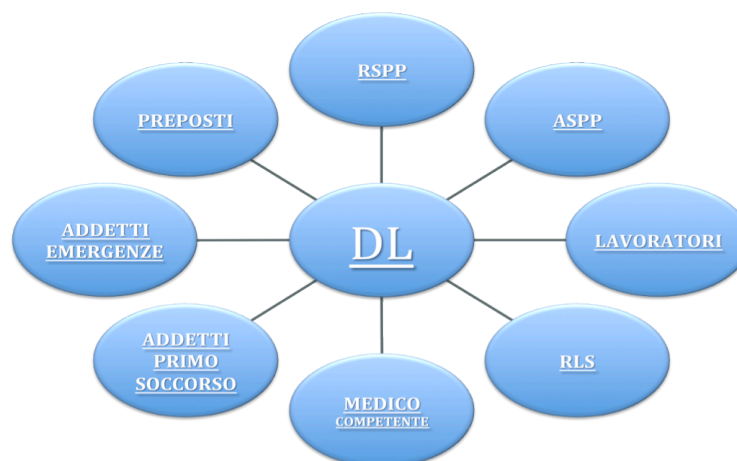 RSPP
PREPOSTI
ASPP
ADDETTI
EMERGENZE
DL
LAVORATORI
ADDETTI
PRIMO
SOCCORSO
RLS
MEDICO
COMPETENTE